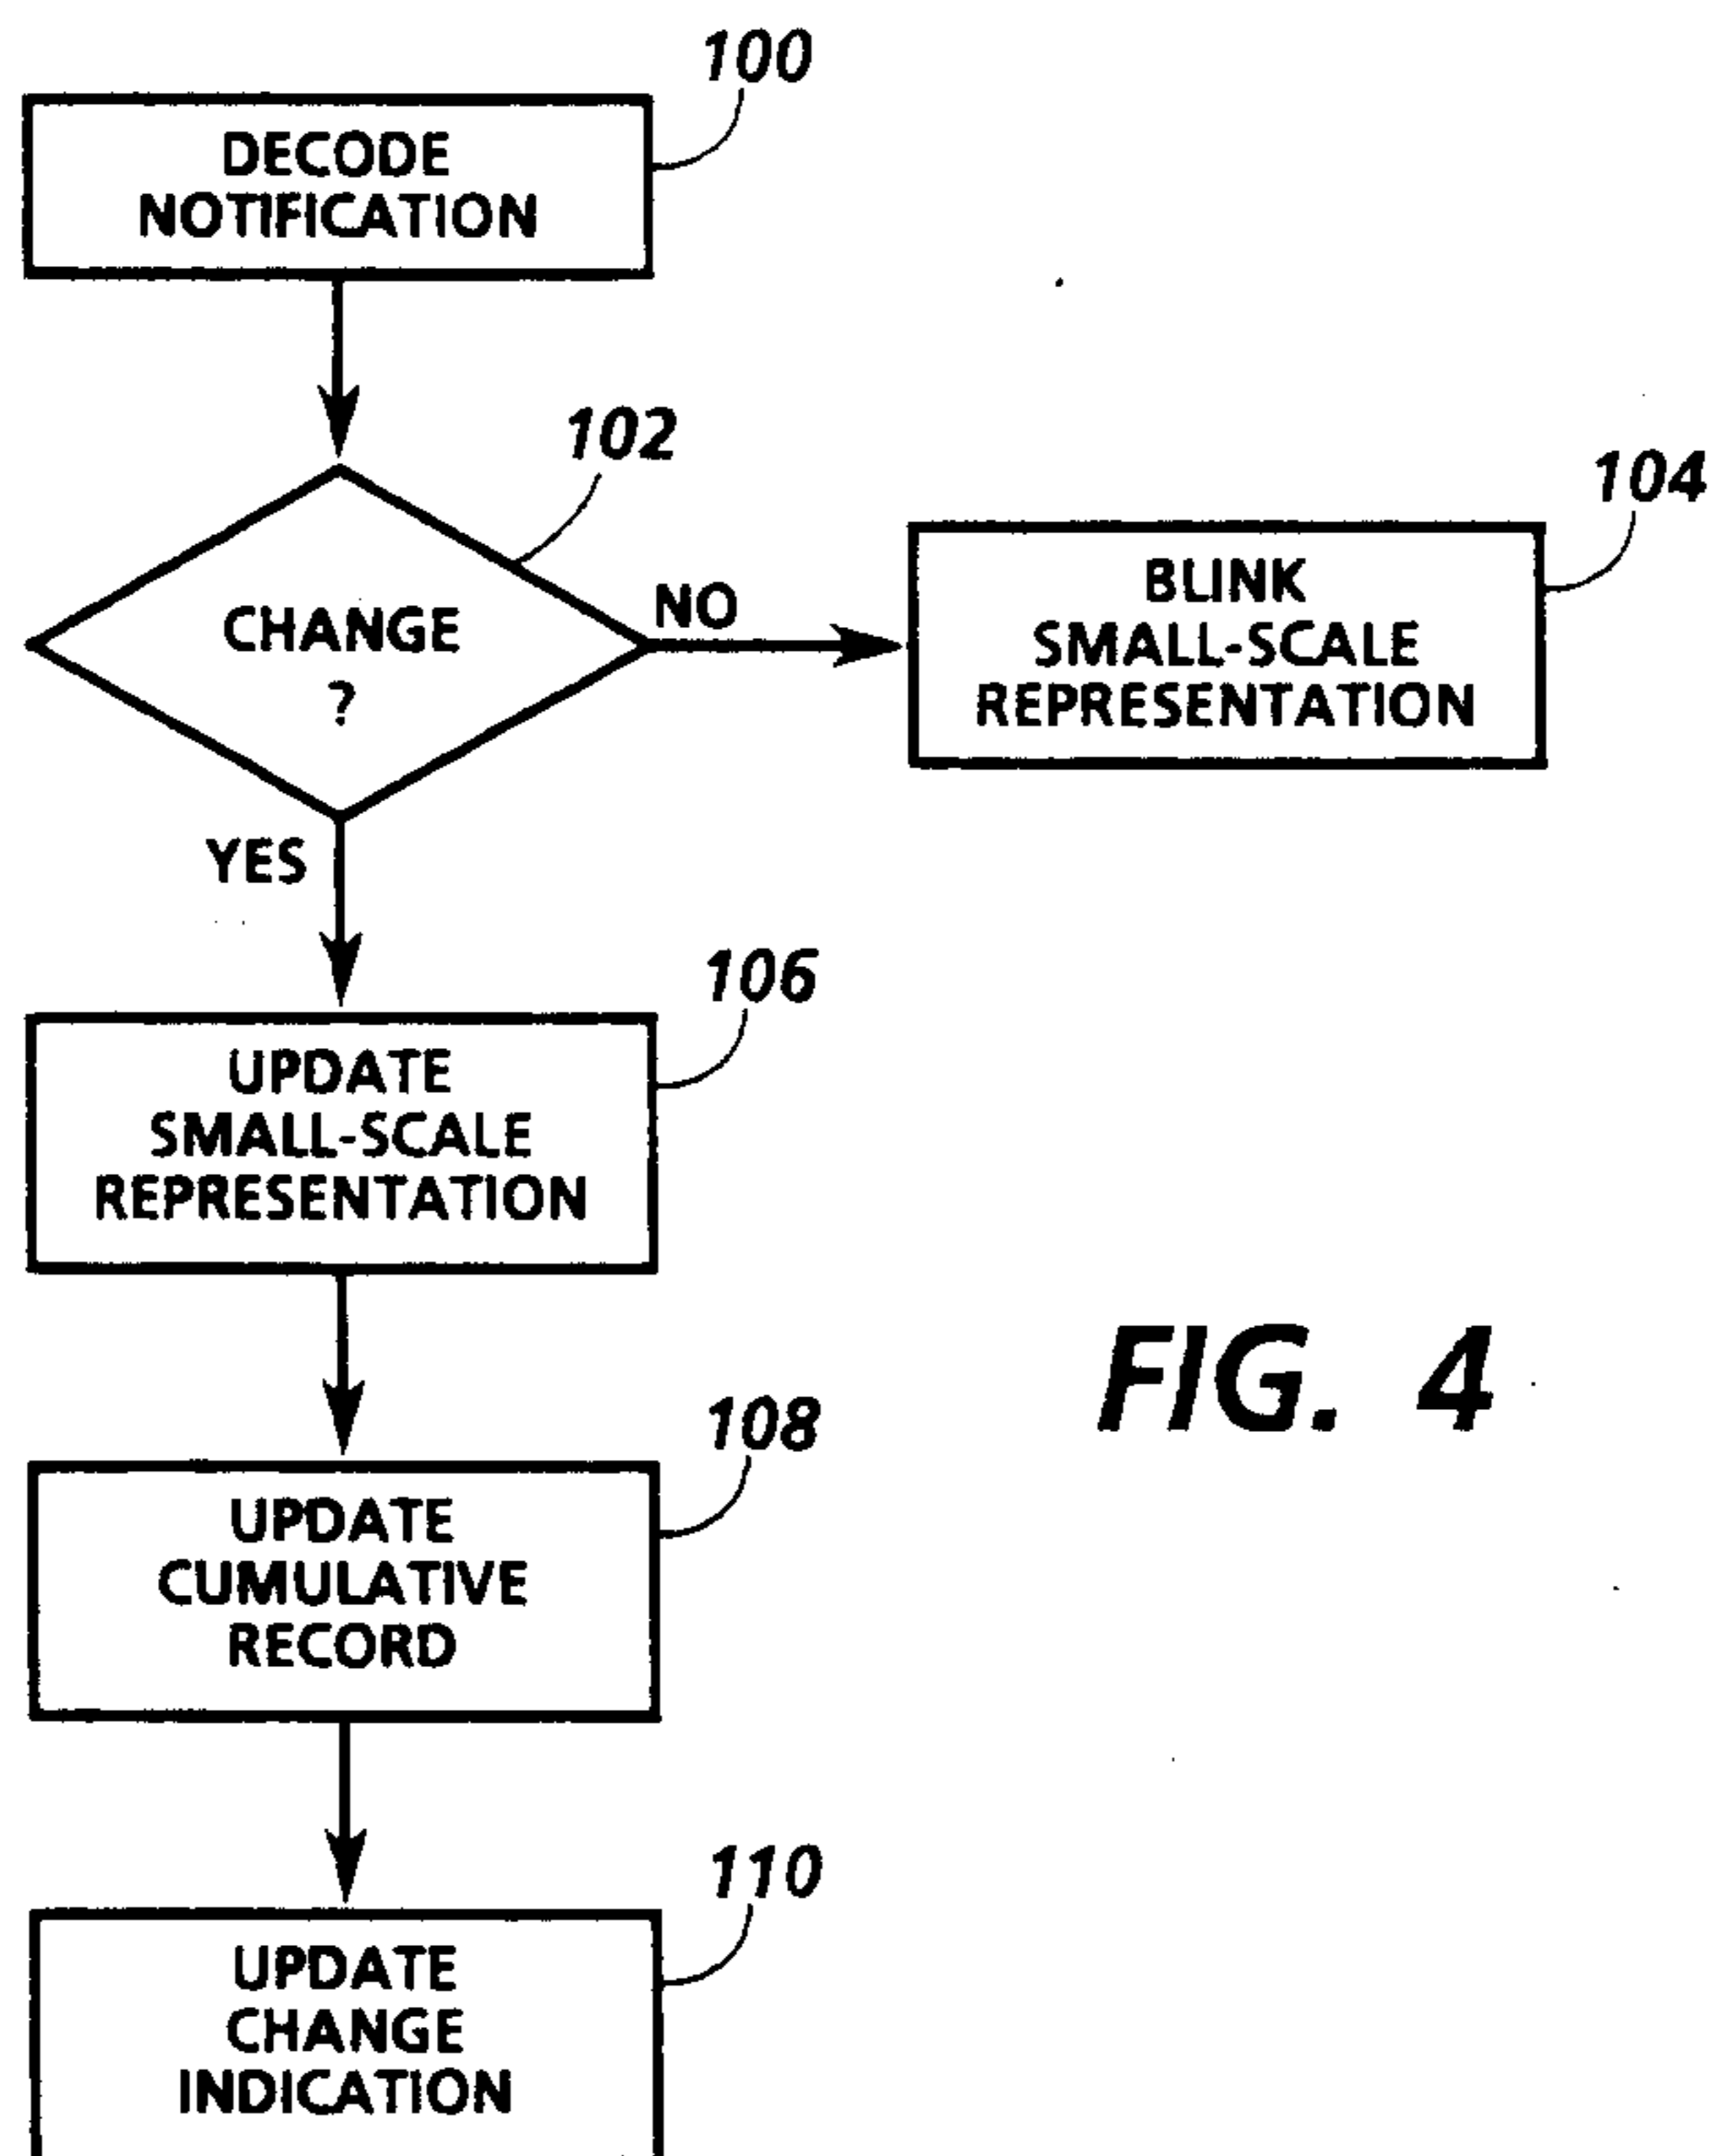 100
DECODE
NOTIFICATION
102
CHANGE
?
NO
104
BLINK
SMALL-SCALE
REPRESENTATION
YES
106
UPDATE
SMALL-SCALE
REPRESENTATION
108
UPDATE
CUMULATIVE
RECORD
FIG. 4
110
UPDATE
CHANGE
INDICATION